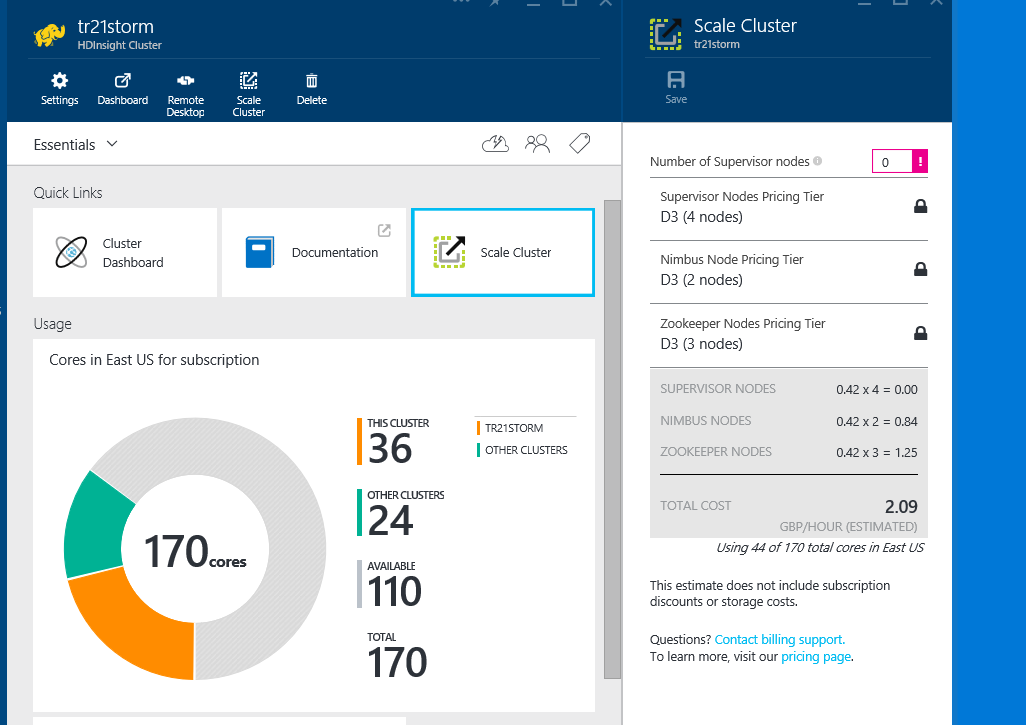 tr21storm
HDInsight Cluster
Settings
Dashboard
Remote
Desktop
Scale
Cluster
Delete
Essentials
Quick Links
Cluster
Dashboard
Documentation
Scale Cluster
Usage
Cores in East US for subscription
170 cores
THIS CLUSTER
36
OTHER CLUSTERS
24
AVAILABLE
110
TOTAL
170
TR21STORM
OTHER CLUSTERS
Scale Cluster
tr21storm
Save
Number of Supervisor nodes 0 !
Supervisor Nodes Pricing Tier
D3 (4 nodes)
Nimbus Node Pricing Tier
D3 (2 nodes)
Zookeeper Nodes Pricing Tier
D3 (3 nodes)
SUPERVISOR NODES 0.42 x 4 = 0.00
NIMBUS NODES 0.42 x 2 = 0.84
ZOOKEEPER NODES 0.42 x 3 = 1.25
TOTAL COST 2.09
GBP/HOUR (ESTIMATED)
Using 44 of 170 total cores in East US
This estimate does not include subscription
discounts or storage costs.
Questions? Contact billing support.
To learn more, visit our pricing page.